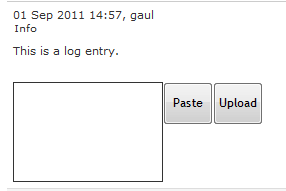 01 Sep 2011 14:57, gaul
Info
This is a log entry.
Paste Upload